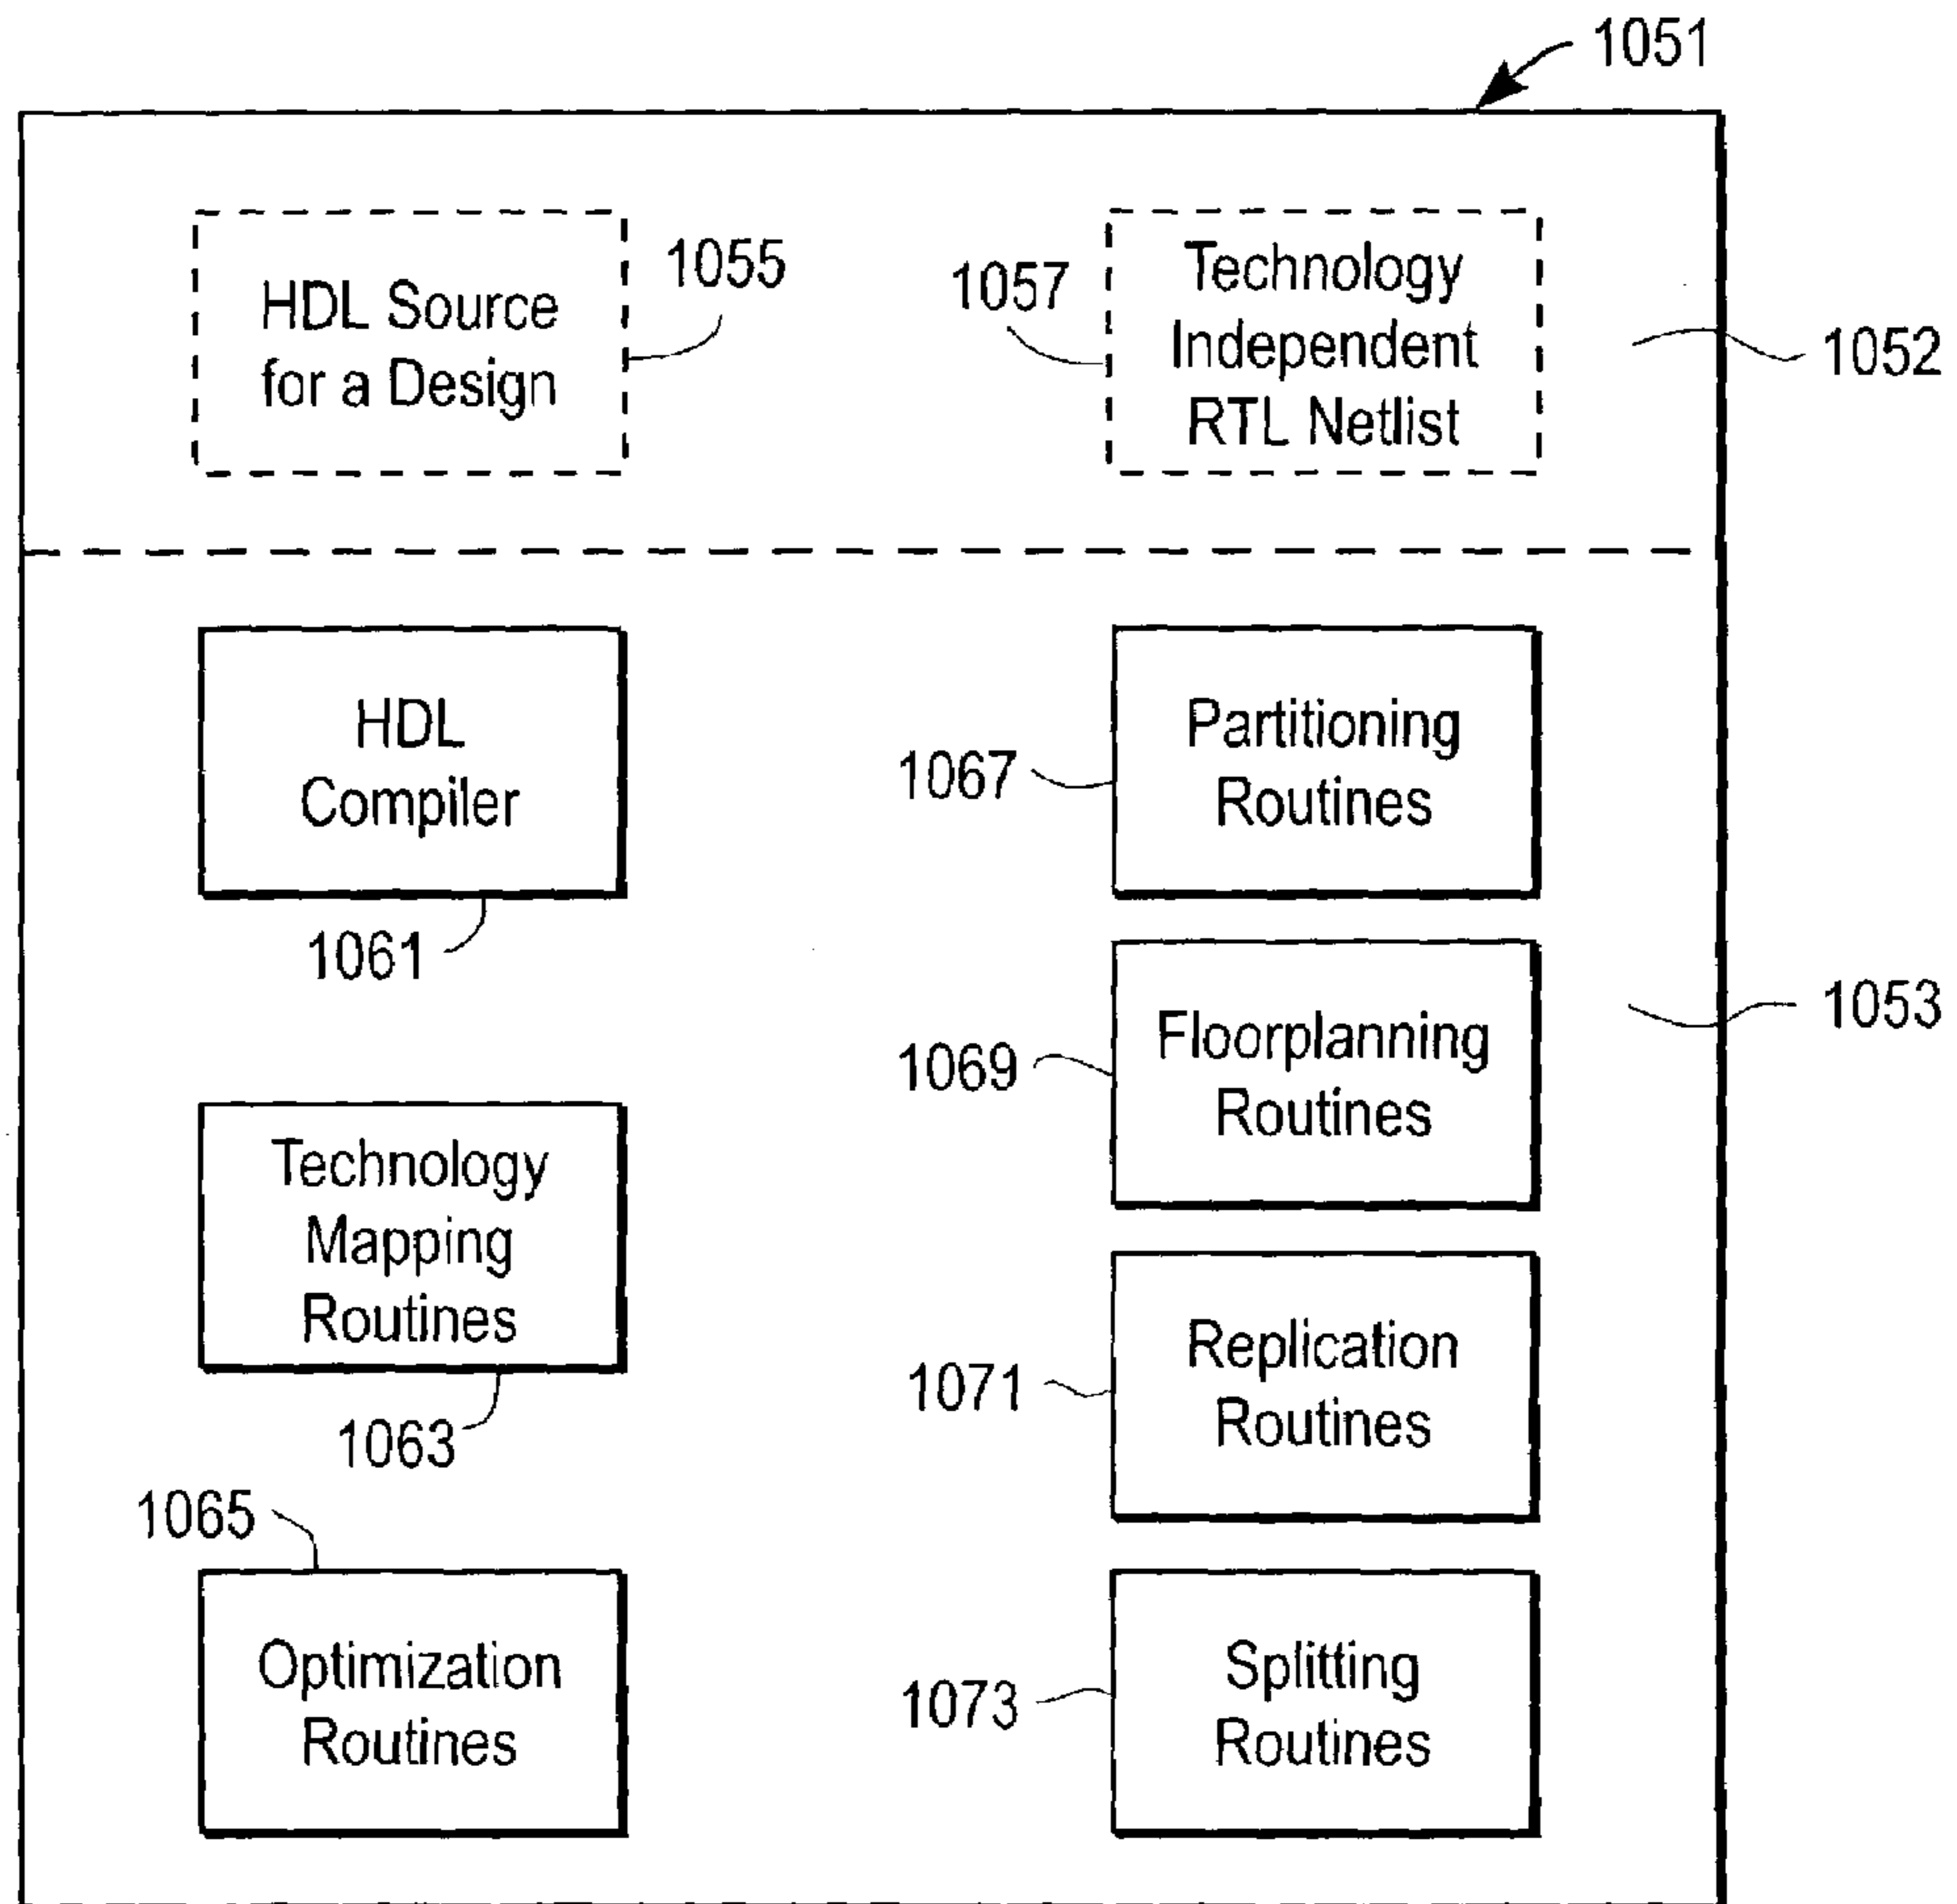 1051
HDL Source
for a Design
1055
1057
Technology
Independent
RTL Netlist
1052
HDL
Compiler
1061
1067
Partitioning
Routines
1069
Floorplanning
Routines
1053
Technology
Mapping
Routines
1063
1071
Replication
Routines
1065
Optimization
Routines
1073
Splitting
Routines